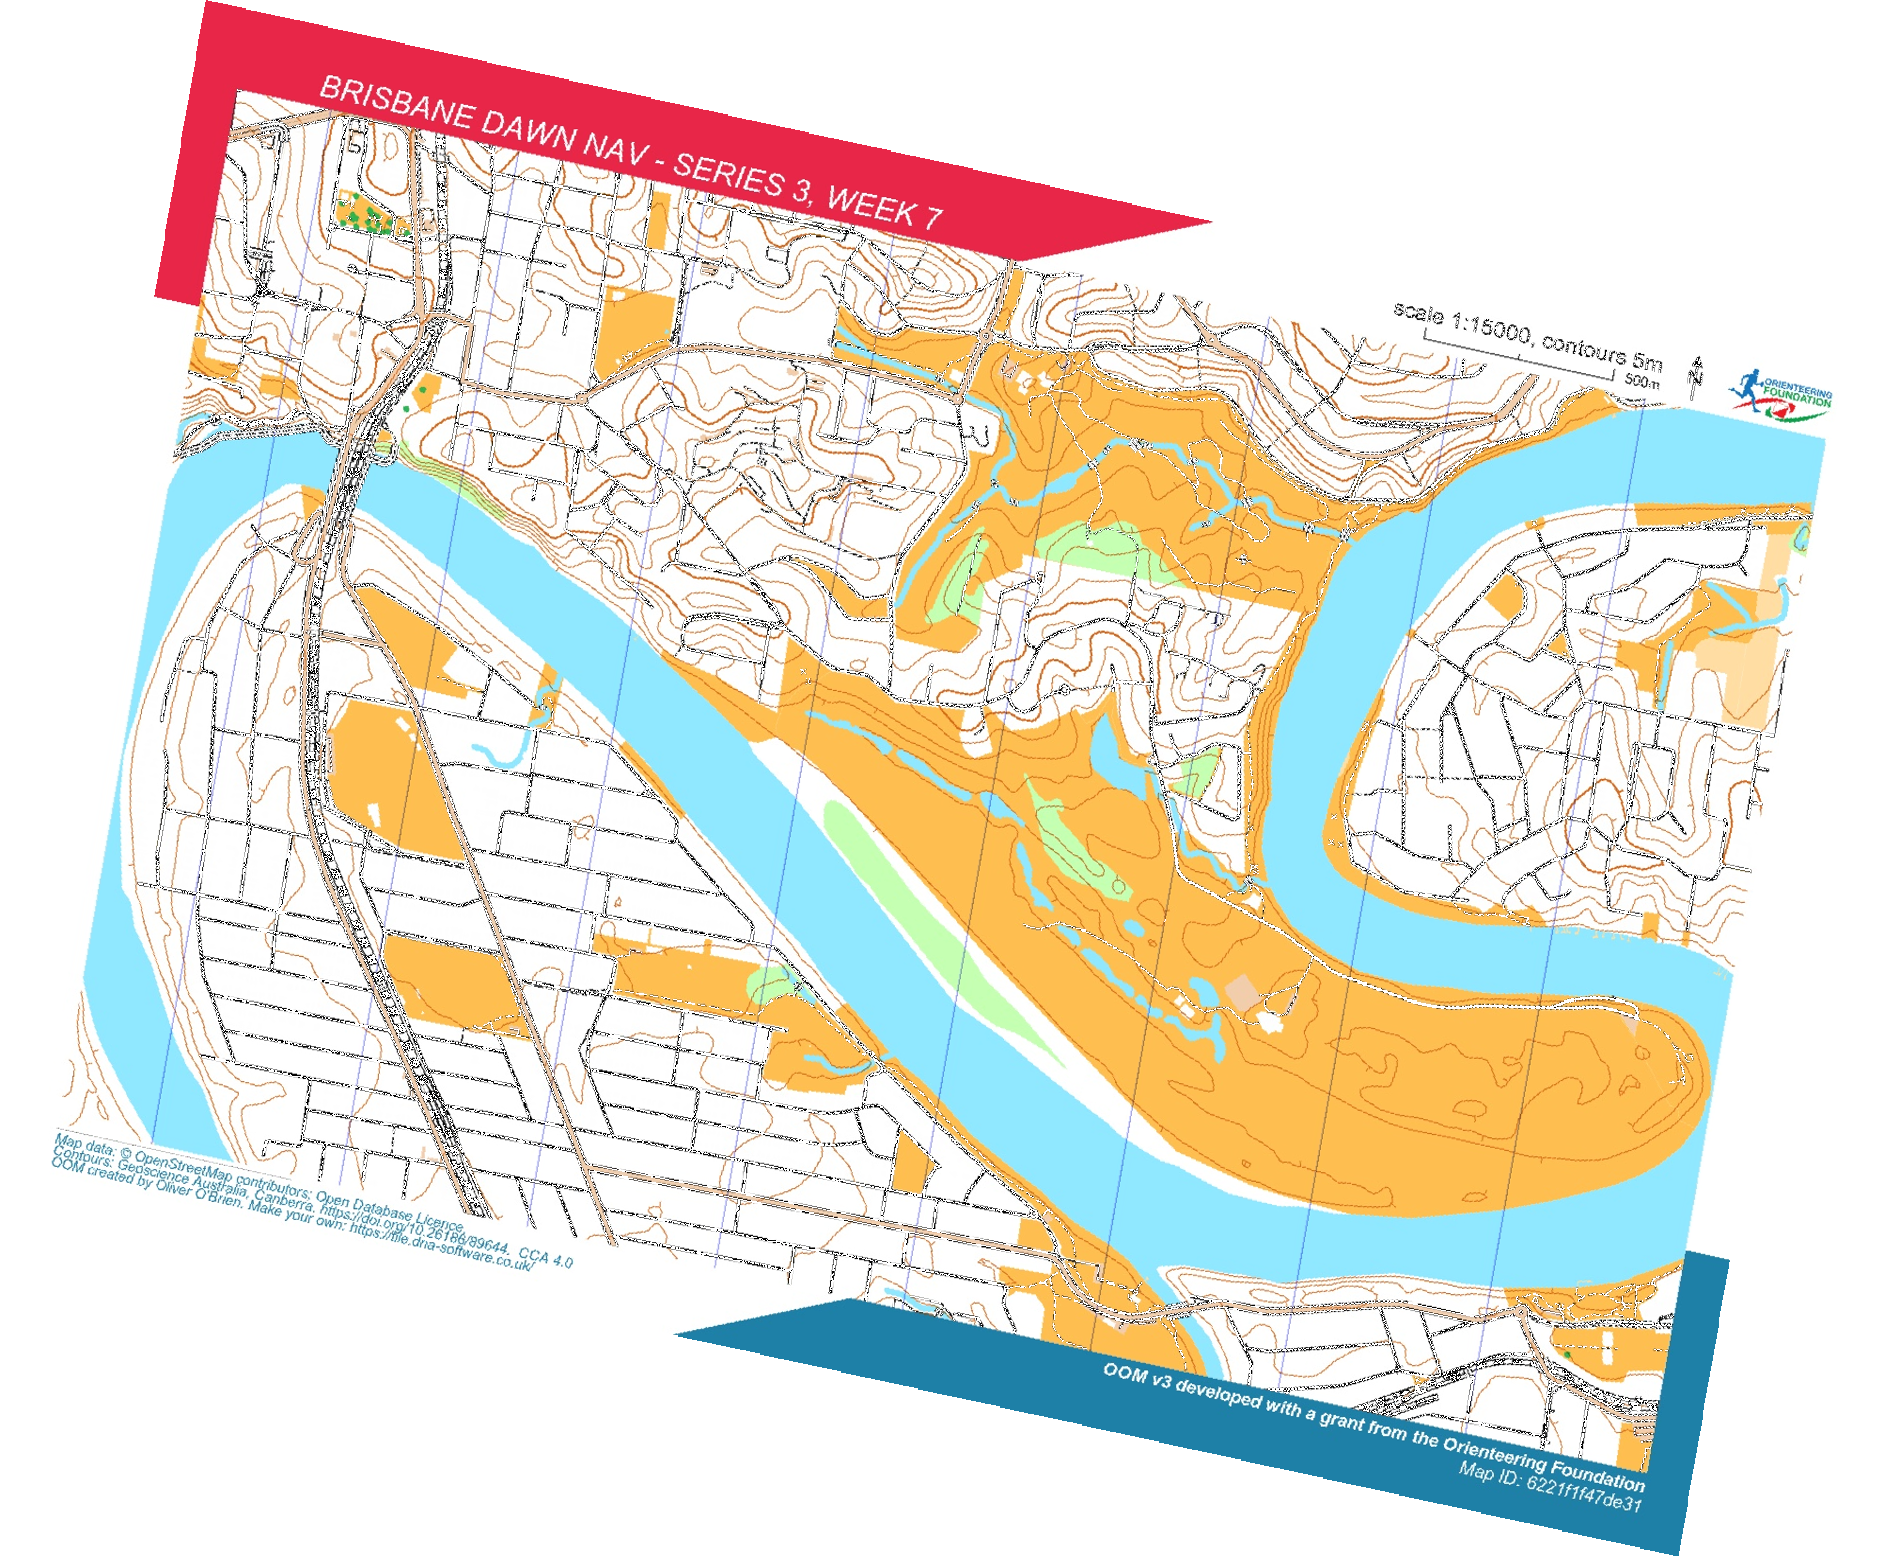 BRISBANE DAWN NAV - SERIES 3, WEEK 7
scale 1:15000, contours 5m
500m
N
ORIENTEERING
FOUNDATION
Map data: © OpenStreetMap contributors; Open Database Licence.
Contours: Geoscience Australia, Canberra. https://doi.org/10.26186/89644. CCA 4.0
OOM created by Oliver O'Brien. Make your own: https://file.dna-software.co.uk/
OOM v3 developed with a grant from the Orienteering Foundation
Map ID: 6221f1f47de31